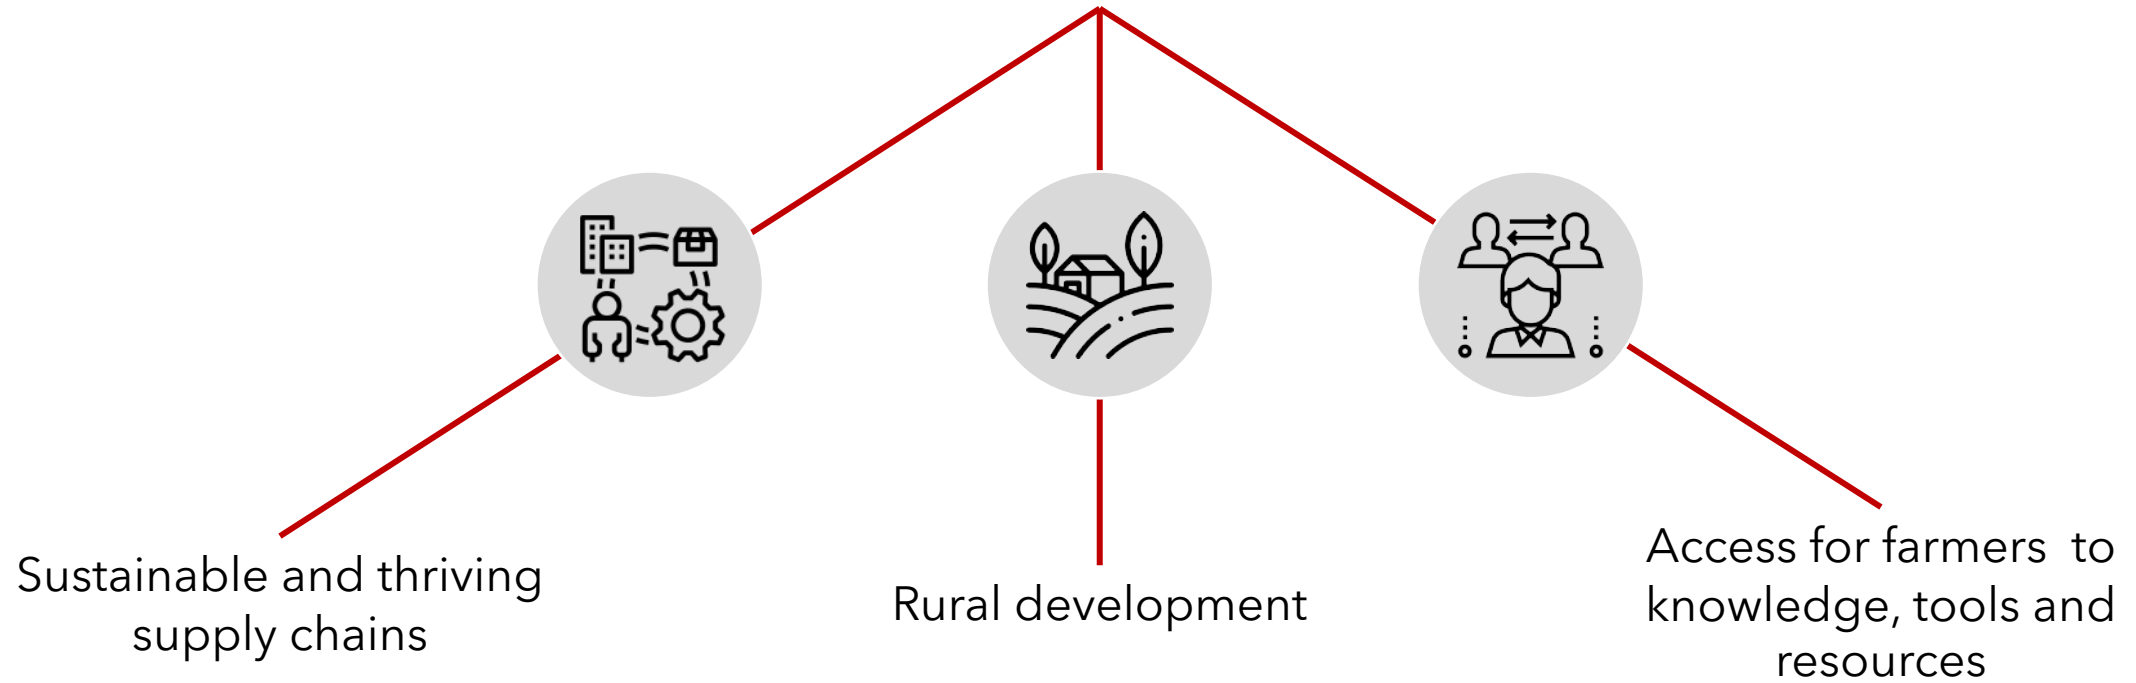 Sustainable and thriving
supply chains
Rural development
Access for farmers  to
knowledge, tools and
resources